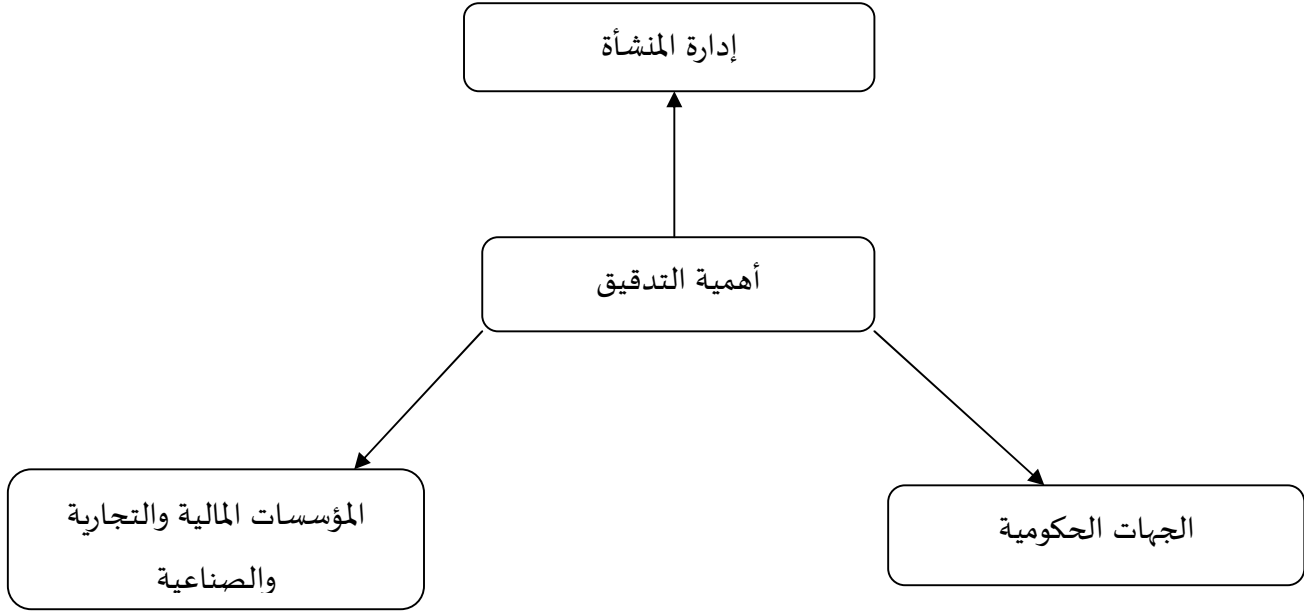 إدارة المنشأة
أهمية التدقيق
الجهات الحكومية
المؤسسات المالية والتجارية
والصناعية